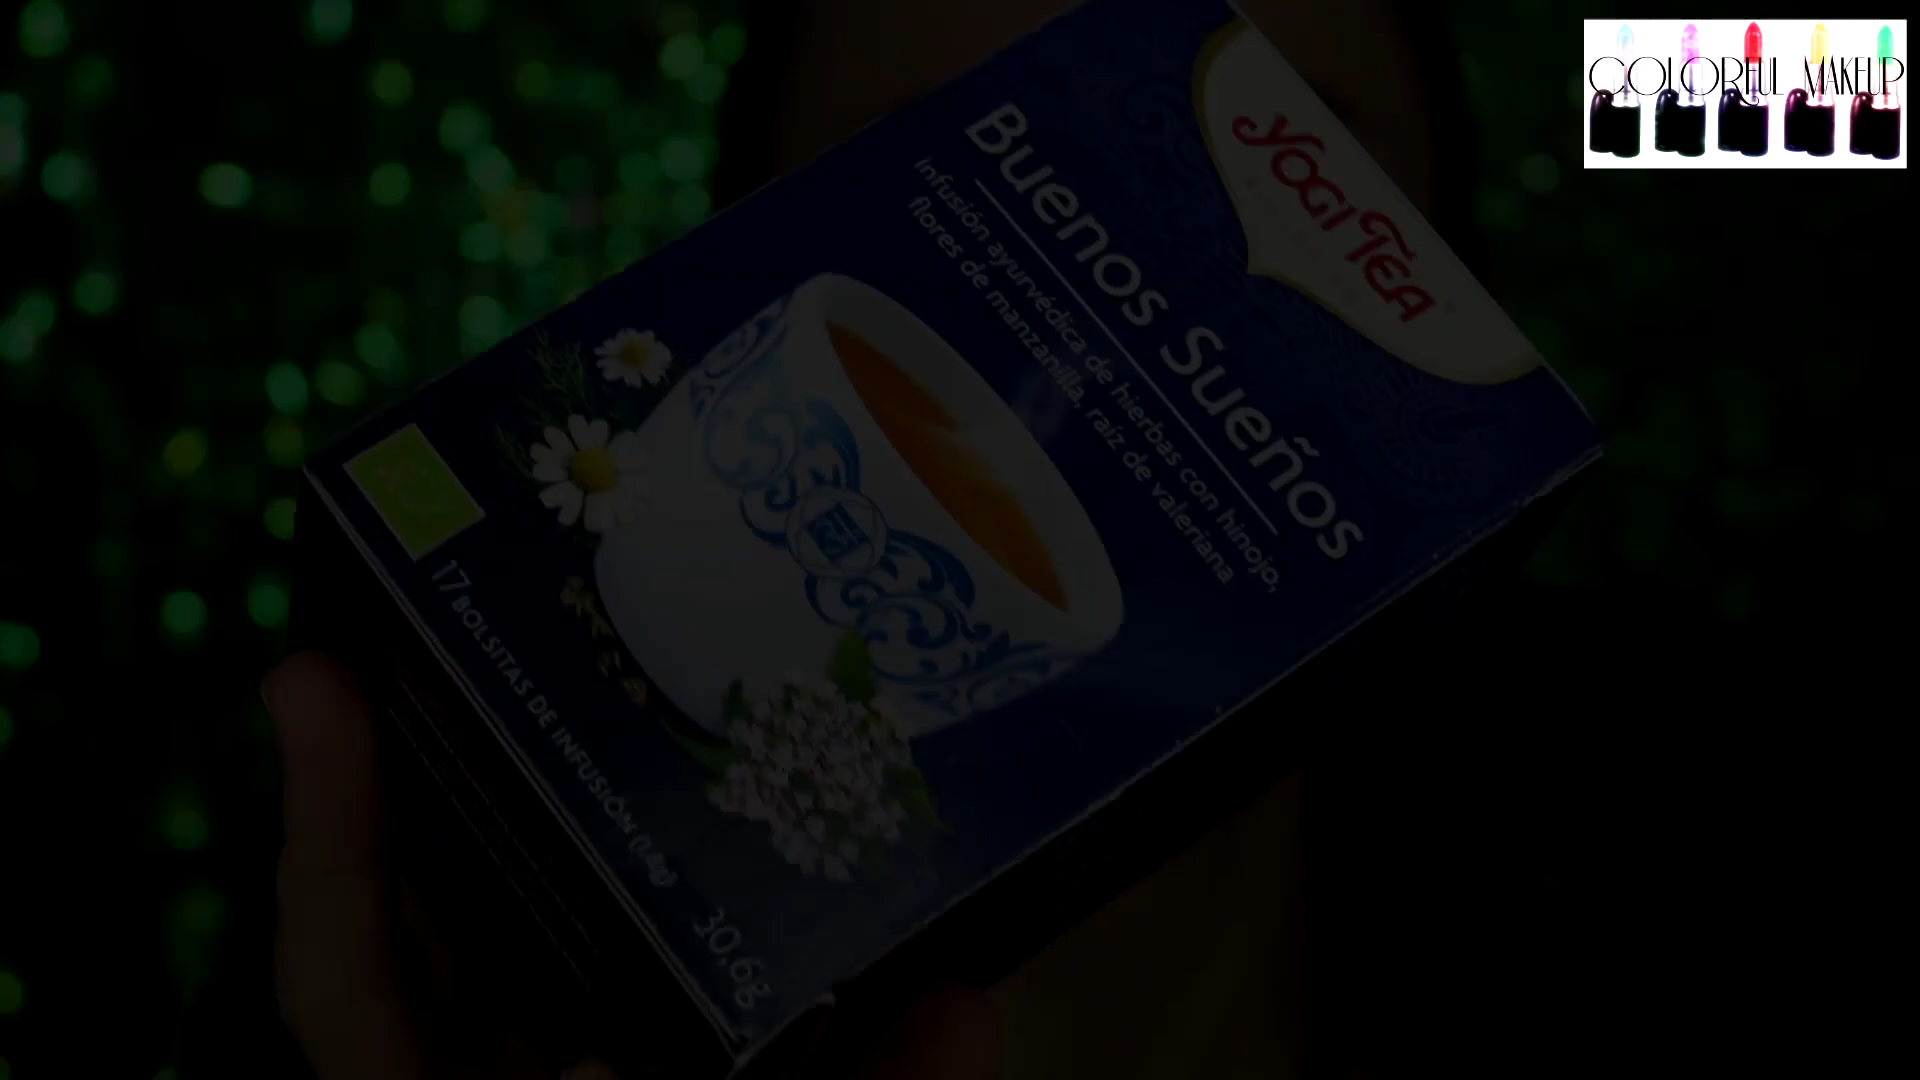 COLORFUL MAKEUP
YOGI TEA
Buenos Sueños
Infusión ayurvédica de hierbas con hinojo,
flores de manzanilla, raíz de valeriana
17 BOLSITAS DE INFUSIÓN
30,6g